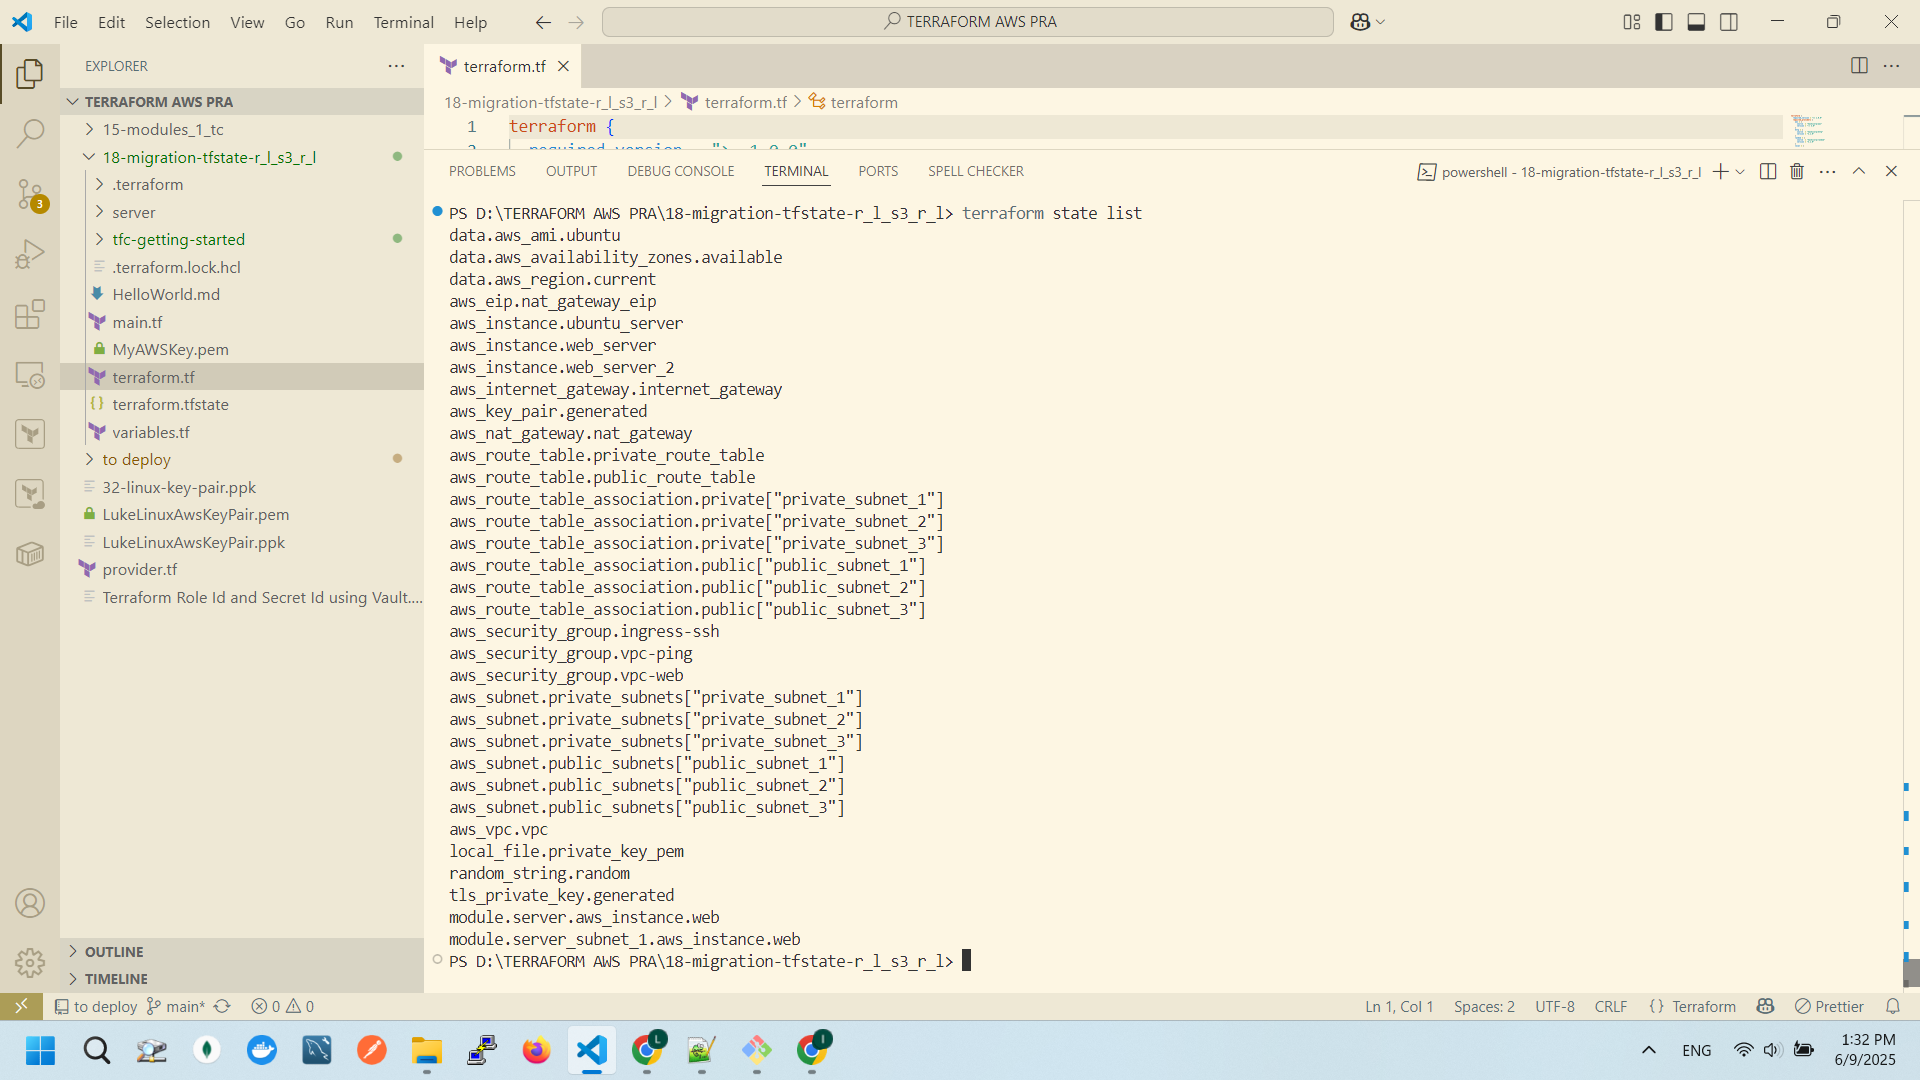 File Edit Selection View Go Run Terminal Help
TERRAFORM AWS PRA
EXPLORER
TERRAFORM AWS PRA
15-modules_1_tc
18-migration-tfstate-r_l_s3_r_l
.terraform
server
tfc-getting-started
.terraform.lock.hcl
HelloWorld.md
main.tf
MyAWSKey.pem
terraform.tf
terraform.tfstate
variables.tf
to deploy
32-linux-key-pair.ppk
LukeLinuxAwsKeyPair.pem
LukeLinuxAwsKeyPair.ppk
provider.tf
Terraform Role Id and Secret Id using Vault....
OUTLINE
TIMELINE
3
terraform.tf
18-migration-tfstate-r_l_s3_r_l > terraform.tf > terraform
1 terraform {
PROBLEMS OUTPUT DEBUG CONSOLE TERMINAL PORTS SPELL CHECKER
powershell - 18-migration-tfstate-r_l_s3_r_l
PS D:\TERRAFORM AWS PRA\18-migration-tfstate-r_l_s3_r_l> terraform state list
data.aws_ami.ubuntu
data.aws_availability_zones.available
data.aws_region.current
aws_eip.nat_gateway_eip
aws_instance.ubuntu_server
aws_instance.web_server
aws_instance.web_server_2
aws_internet_gateway.internet_gateway
aws_key_pair.generated
aws_nat_gateway.nat_gateway
aws_route_table.private_route_table
aws_route_table.public_route_table
aws_route_table_association.private["private_subnet_1"]
aws_route_table_association.private["private_subnet_2"]
aws_route_table_association.private["private_subnet_3"]
aws_route_table_association.public["public_subnet_1"]
aws_route_table_association.public["public_subnet_2"]
aws_route_table_association.public["public_subnet_3"]
aws_security_group.ingress-ssh
aws_security_group.vpc-ping
aws_security_group.vpc-web
aws_subnet.private_subnets["private_subnet_1"]
aws_subnet.private_subnets["private_subnet_2"]
aws_subnet.private_subnets["private_subnet_3"]
aws_subnet.public_subnets["public_subnet_1"]
aws_subnet.public_subnets["public_subnet_2"]
aws_subnet.public_subnets["public_subnet_3"]
aws_vpc.vpc
local_file.private_key_pem
random_string.random
tls_private_key.generated
module.server.aws_instance.web
module.server_subnet_1.aws_instance.web
PS D:\TERRAFORM AWS PRA\18-migration-tfstate-r_l_s3_r_l>
to deploy main* 0 0 Ln 1, Col 1 Spaces: 2 UTF-8 CRLF {} Terraform Prettier
L I ENG 1:32 PM
6/9/2025